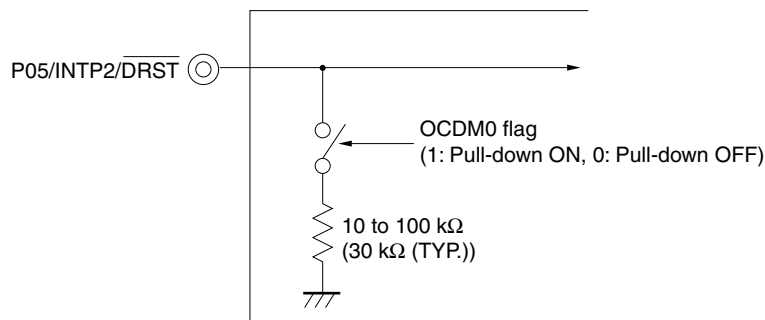 P05/INTP2/D̅R̅S̅T̅
OCDM0 flag
(1: Pull-down ON, 0: Pull-down OFF)
10 to 100 kΩ
(30 kΩ (TYP.))